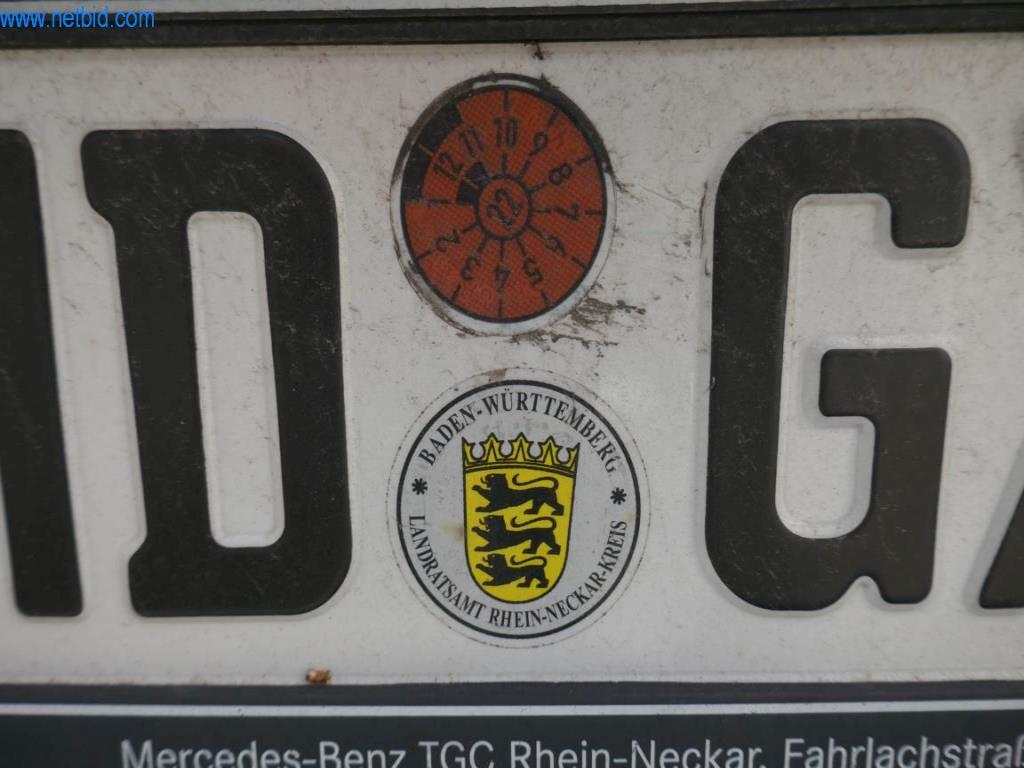 www.netbid.com
D G
12 11 10 9 8 7 6 5 4 3 2 1
22
* BADEN-WÜRTTEMBERG *
LANDRATSAMT RHEIN-NECKAR-KREIS
Mercedes-Benz TGC Rhein-Neckar, Fahrlachstraß